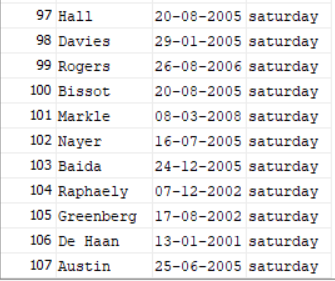 97 Hall 20-08-2005 saturday
98 Davies 29-01-2005 saturday
99 Rogers 26-08-2006 saturday
100 Bissot 20-08-2005 saturday
101 Markle 08-03-2008 saturday
102 Nayer 16-07-2005 saturday
103 Baida 24-12-2005 saturday
104 Raphaely 07-12-2002 saturday
105 Greenberg 17-08-2002 saturday
106 De Haan 13-01-2001 saturday
107 Austin 25-06-2005 saturday